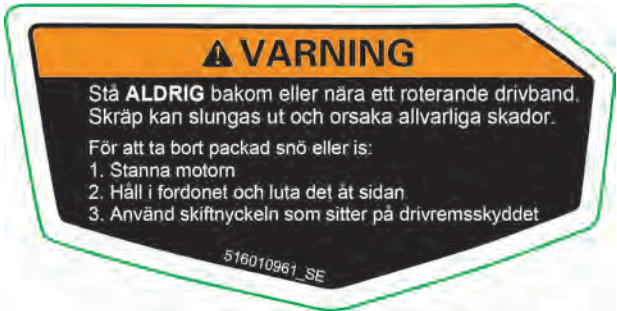 VARNING
Stå ALDRIG bakom eller nära ett roterande drivband.
Skräp kan slungas ut och orsaka allvarliga skador.
För att ta bort packad snö eller is:
1. Stanna motorn
2. Håll i fordonet och luta det åt sidan
3. Använd skiftnyckeln som sitter på drivremsskyddet
516010961_SE